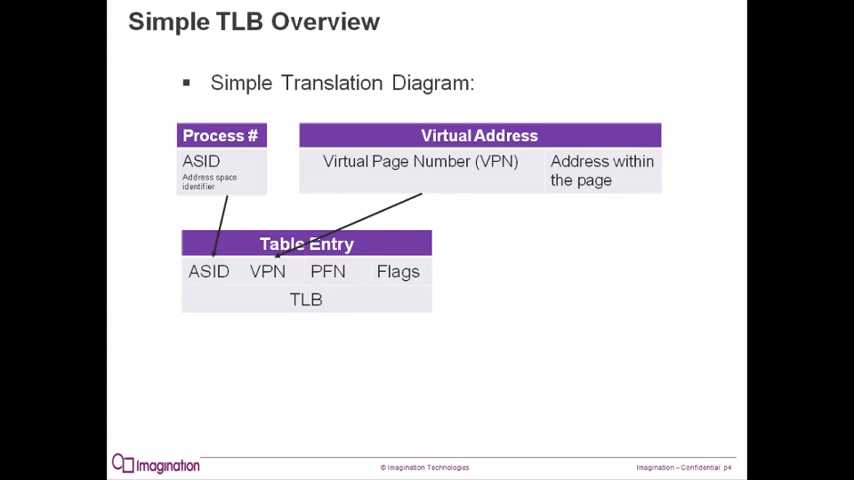 Simple TLB Overview
Simple Translation Diagram:
Process #
Virtual Address
ASID
Address space
identifier
Virtual Page Number (VPN)
Address within
the page
Table Entry
ASID VPN PFN Flags
TLB
Imagination
© Imagination Technologies
Imagination – Confidential p4